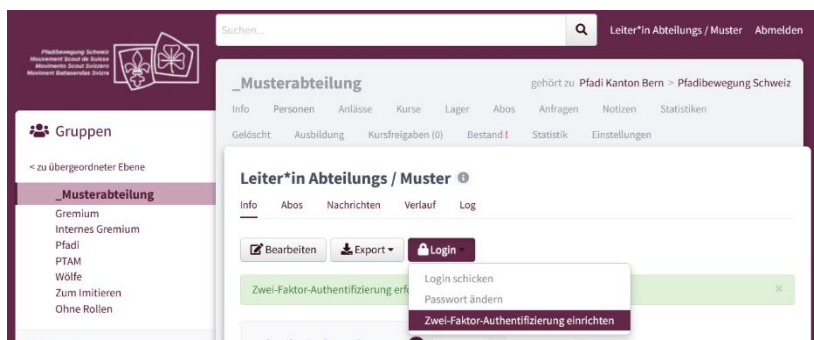 Suchen...
Leiter*in Abteilungs / Muster Abmelden
Pfadibewegung Schweiz
Mouvement Scout de Suisse
Movimento Scout Svizzero
Moviment Battasendas Svizra
_Musterabteilung
gehört zu Pfadi Kanton Bern > Pfadibewegung Schweiz
Info Personen Anlässe Kurse Lager Abos Anfragen Notizen Statistiken
Gelöscht Ausbildung Kursfreigaben (0) Bestand ! Statistik Einstellungen
Gruppen
< zu übergeordneter Ebene
_Musterabteilung
Gremium
Internes Gremium
Pfadi
PTAM
Wölfe
Zum Imitieren
Ohne Rollen
Leiter*in Abteilungs / Muster
Info Abos Nachrichten Verlauf Log
Bearbeiten Export Login
Login schicken
Passwort ändern
Zwei-Faktor-Authentifizierung einrichten
Zwei-Faktor-Authentifizierung erfo